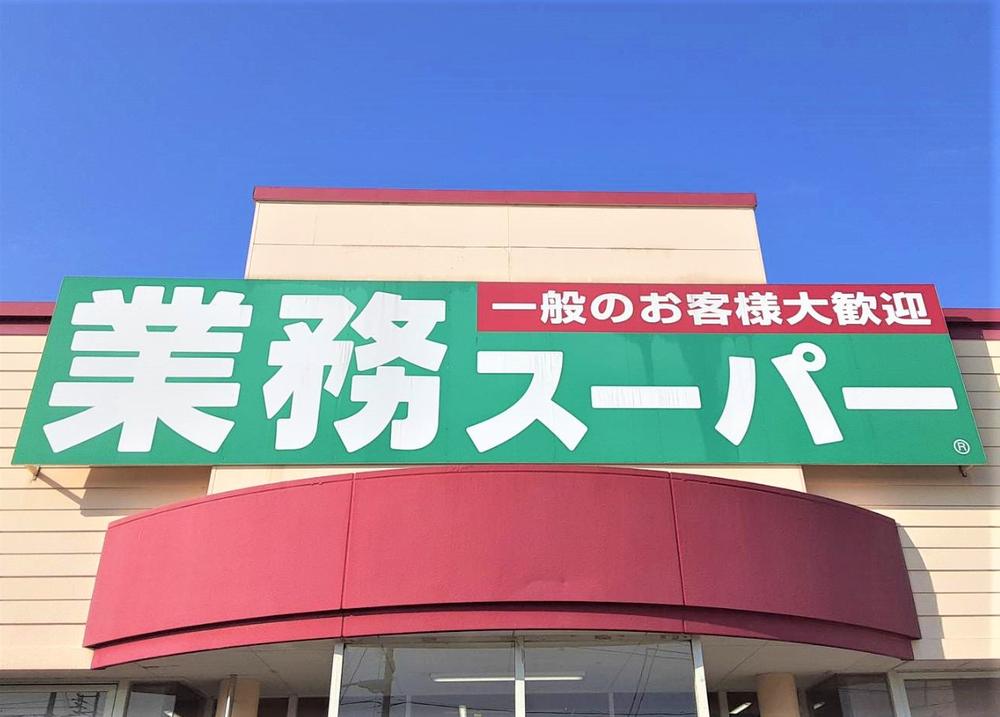 一般のお客様大歓迎
業務スーパー
®